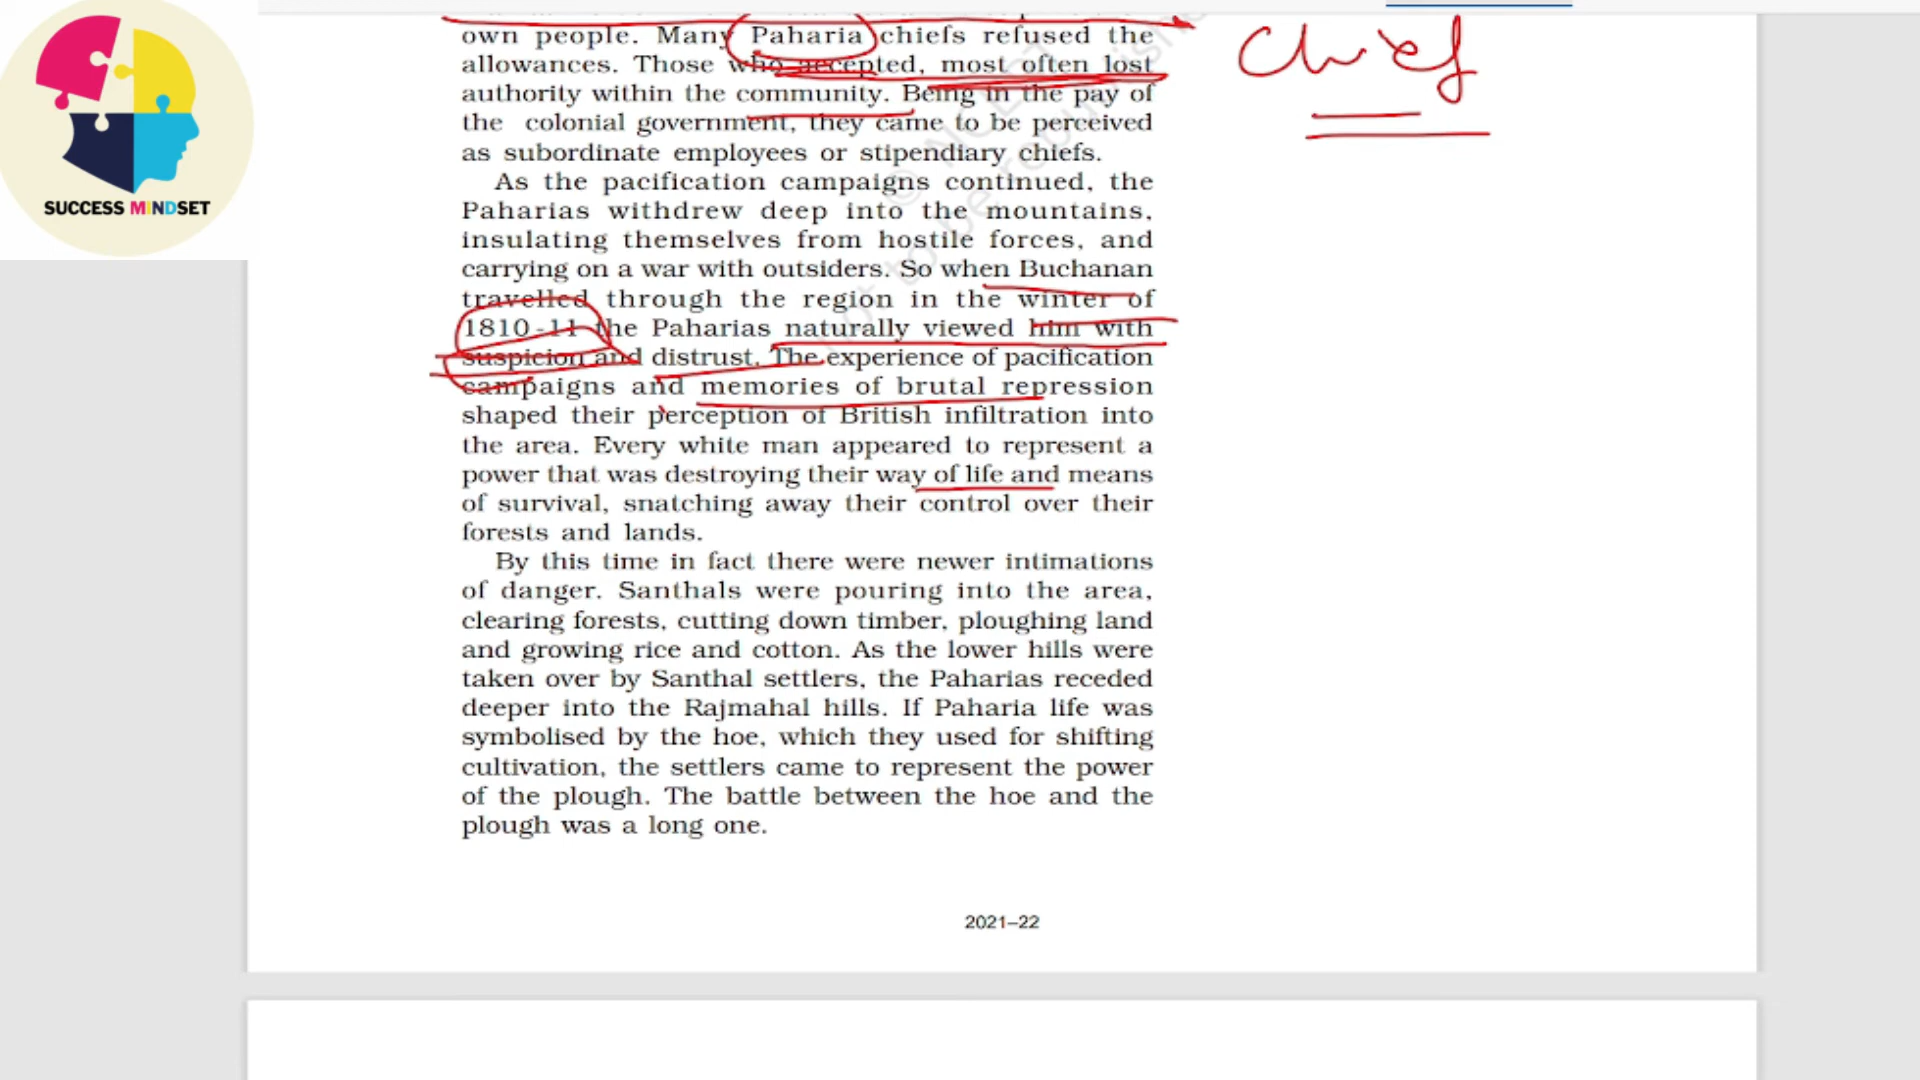 SUCCESS MINDSET
own people. Many Paharia chiefs refused the
allowances. Those who accepted, most often lost
authority within the community. Being in the pay of
the colonial government, they came to be perceived
as subordinate employees or stipendiary chiefs.
As the pacification campaigns continued, the
Paharias withdrew deep into the mountains,
insulating themselves from hostile forces, and
carrying on a war with outsiders. So when Buchanan
travelled through the region in the winter of
1810-11 the Paharias naturally viewed him with
suspicion and distrust. The experience of pacification
campaigns and memories of brutal repression
shaped their perception of British infiltration into
the area. Every white man appeared to represent a
power that was destroying their way of life and means
of survival, snatching away their control over their
forests and lands.
By this time in fact there were newer intimations
of danger. Santhals were pouring into the area,
clearing forests, cutting down timber, ploughing land
and growing rice and cotton. As the lower hills were
taken over by Santhal settlers, the Paharias receded
deeper into the Rajmahal hills. If Paharia life was
symbolised by the hoe, which they used for shifting
cultivation, the settlers came to represent the power
of the plough. The battle between the hoe and the
plough was a long one.
2021–22
Chief